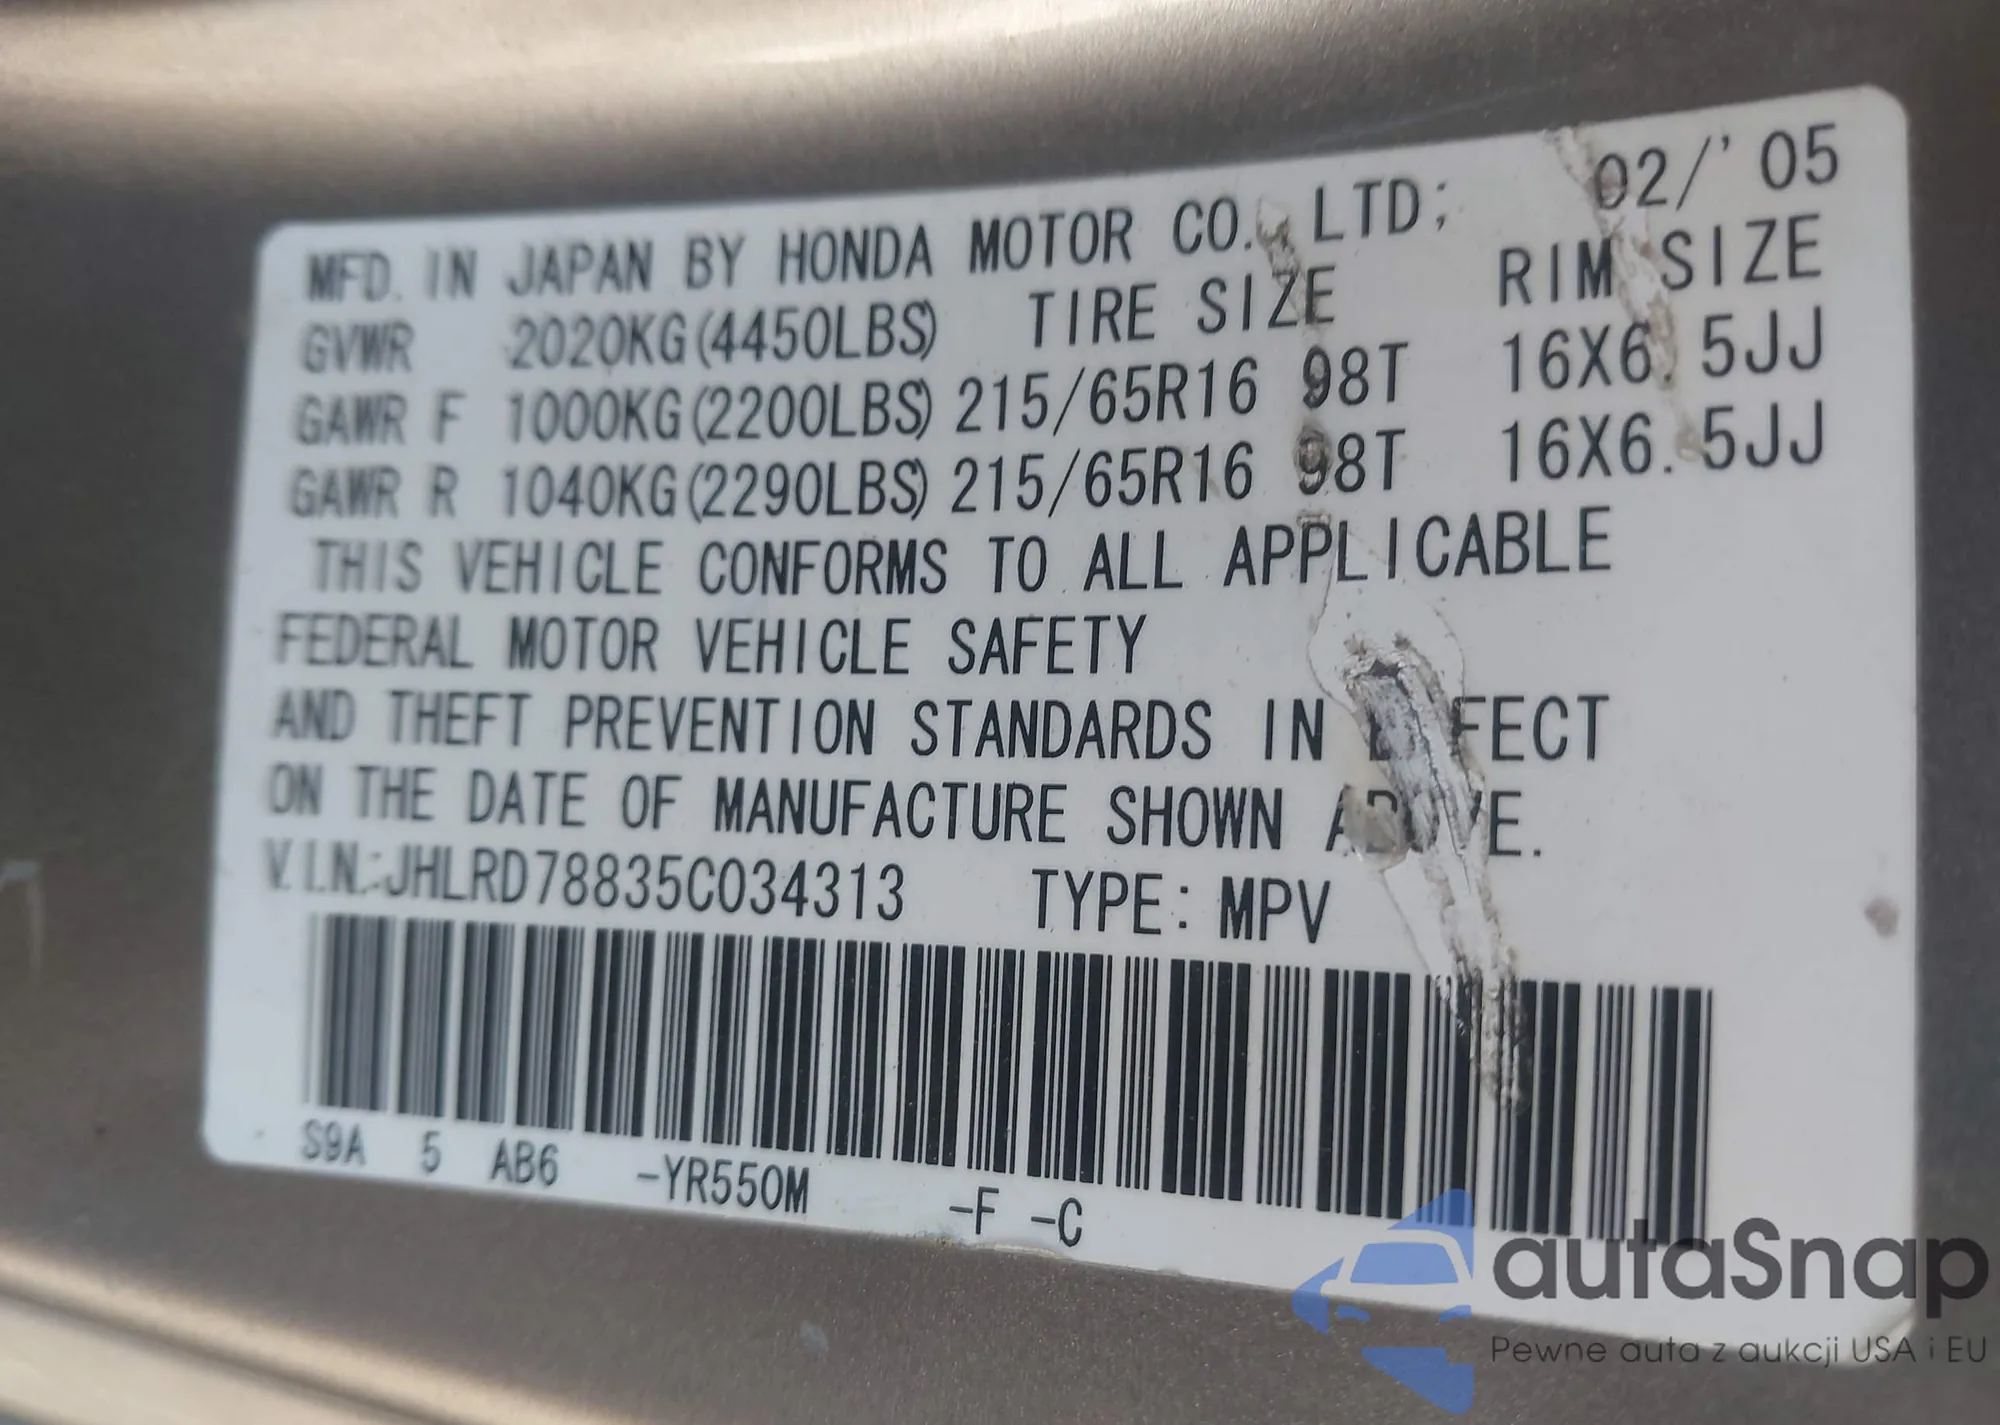 MFD. IN JAPAN BY HONDA MOTOR CO., LTD; 02/'05
GVWR 2020KG(4450LBS) TIRE SIZE RIM SIZE
GAWR F 1000KG(2200LBS) 215/65R16 98T 16X6.5JJ
GAWR R 1040KG(2290LBS) 215/65R16 98T 16X6.5JJ
THIS VEHICLE CONFORMS TO ALL APPLICABLE
FEDERAL MOTOR VEHICLE SAFETY
AND THEFT PREVENTION STANDARDS IN EFFECT
ON THE DATE OF MANUFACTURE SHOWN ABOVE.
V.I.N.:JHLRD78835C034313 TYPE: MPV
S9A 5 AB6 -YR550M -F -C
autaSnap
Pewne auta z aukcji USA i EU